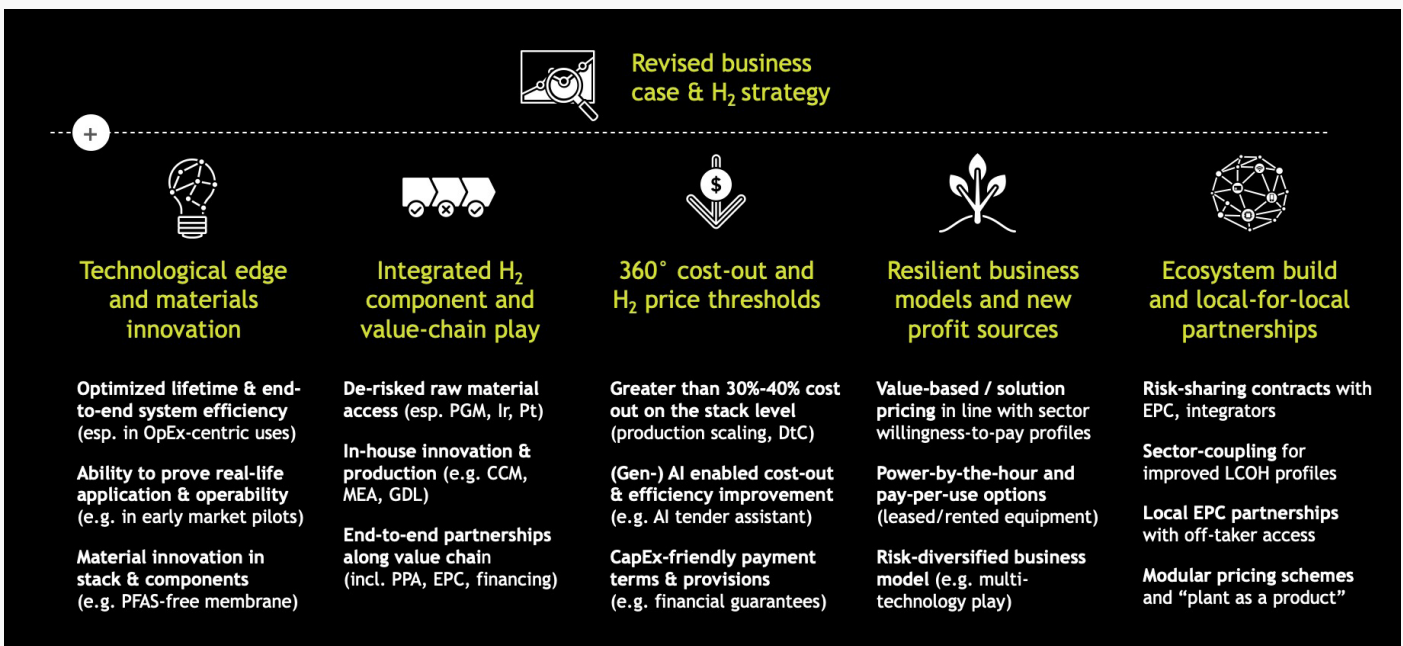 Revised business
case & H₂ strategy
+
$
Technological edge
and materials
innovation
Optimized lifetime & end-
to-end system efficiency
(esp. in OpEx-centric uses)
Ability to prove real-life
application & operability
(e.g. in early market pilots)
Material innovation in
stack & components
(e.g. PFAS-free membrane)
Integrated H₂
component and
value-chain play
De-risked raw material
access (esp. PGM, Ir, Pt)
In-house innovation &
production (e.g. CCM,
MEA, GDL)
End-to-end partnerships
along value chain
(incl. PPA, EPC, financing)
360° cost-out and
H₂ price thresholds
Greater than 30%-40% cost
out on the stack level
(production scaling, DtC)
(Gen-) AI enabled cost-out
& efficiency improvement
(e.g. AI tender assistant)
CapEx-friendly payment
terms & provisions
(e.g. financial guarantees)
Resilient business
models and new
profit sources
Value-based / solution
pricing in line with sector
willingness-to-pay profiles
Power-by-the-hour and
pay-per-use options
(leased/rented equipment)
Risk-diversified business
model (e.g. multi-
technology play)
Ecosystem build
and local-for-local
partnerships
Risk-sharing contracts with
EPC, integrators
Sector-coupling for
improved LCOH profiles
Local EPC partnerships
with off-taker access
Modular pricing schemes
and “plant as a product”